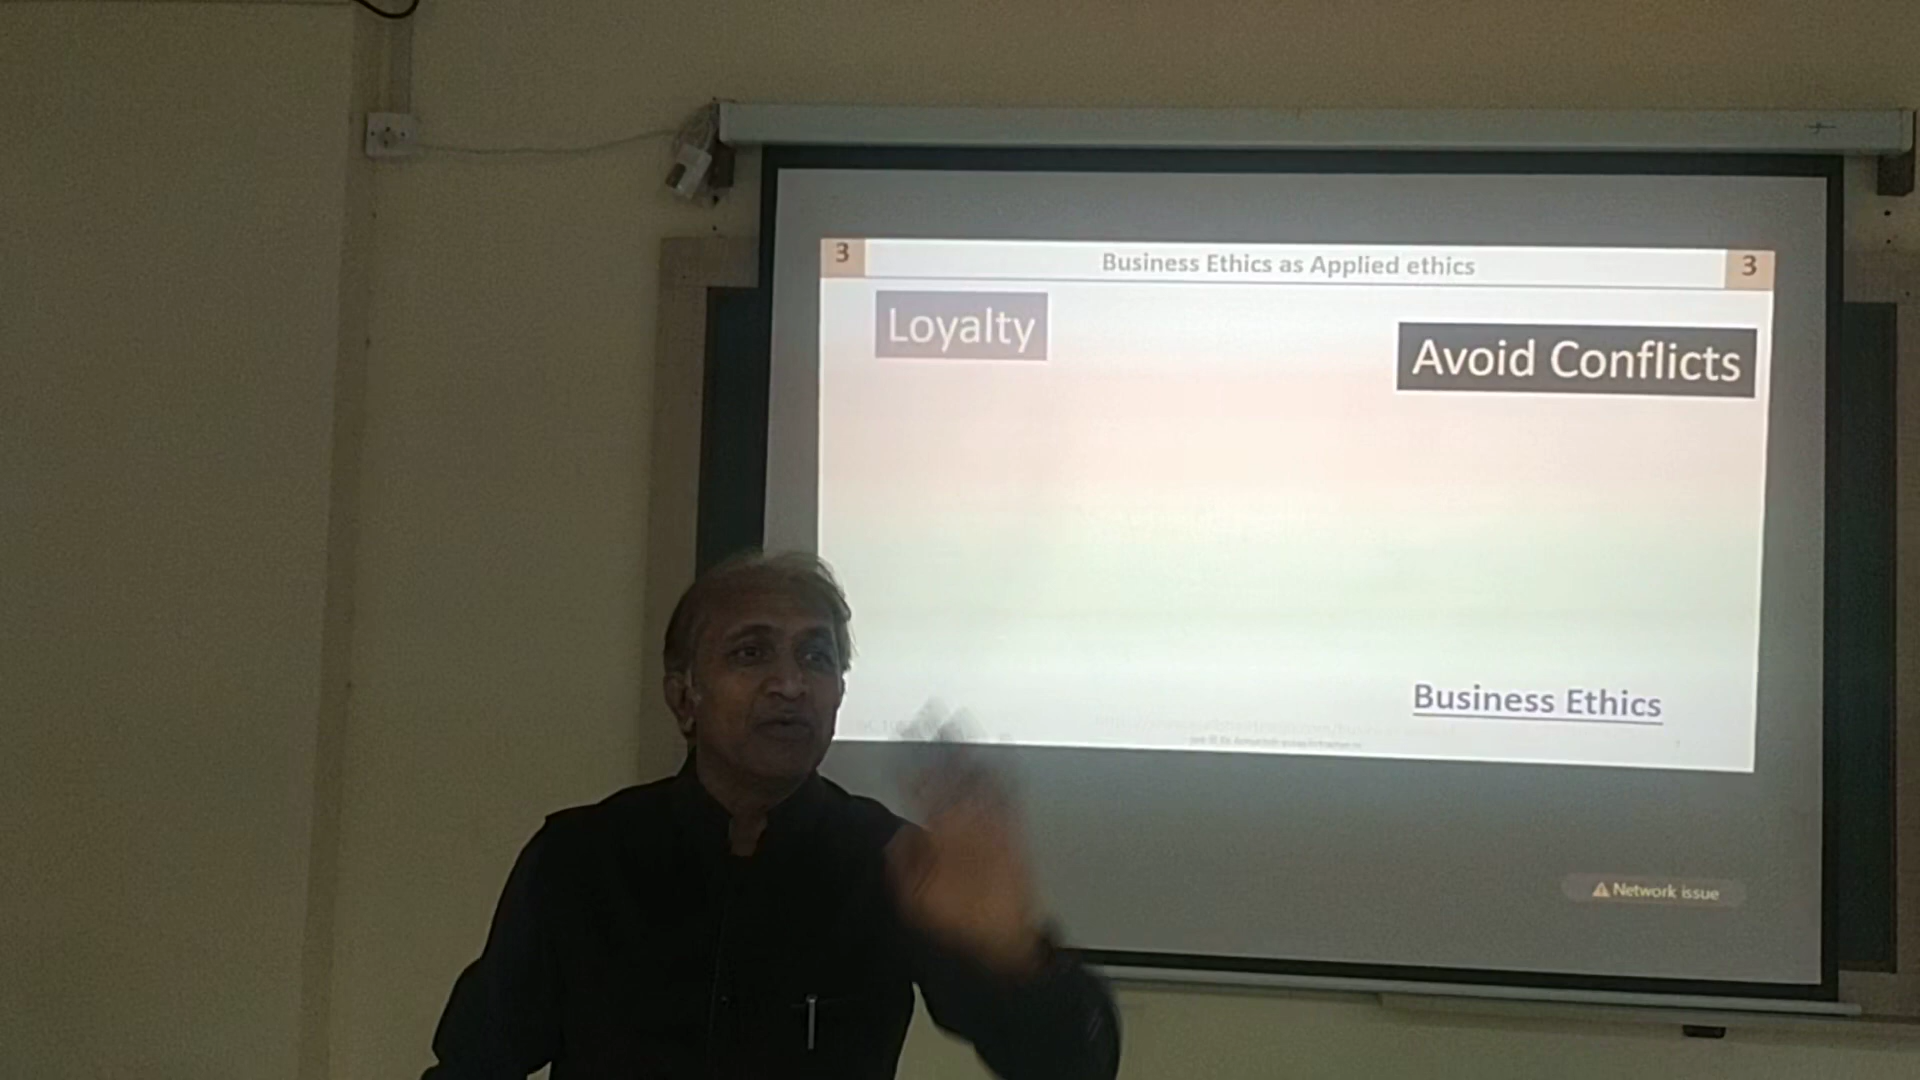 3 Business Ethics as Applied ethics 3
Loyalty
Avoid Conflicts
Business Ethics
Network issue